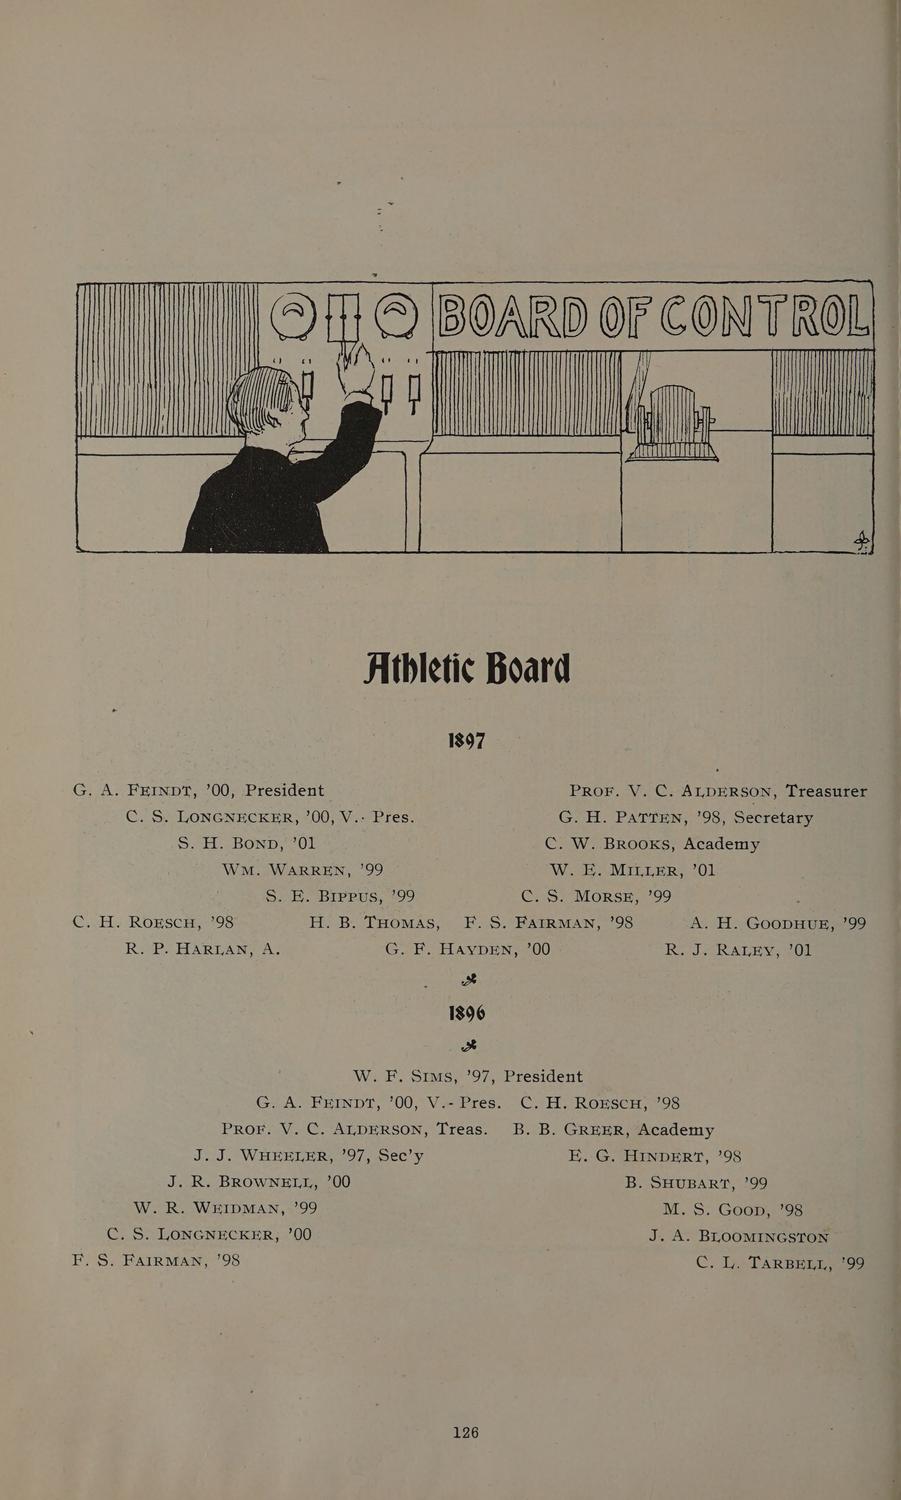 BOARD OF CONTROL
Athletic Board
1897
G. A. FEINDT, ’00, President PROF. V. C. ALDERSON, Treasurer
C. S. LONGNECKER, ’00, V.- Pres. G. H. PATTEN, ’98, Secretary
S. H. BOND, ’01 C. W. BROOKS, Academy
WM. WARREN, ’99 W. E. MILLER, ’01
S. E. BIPPUS, ’99 C. S. MORSE, ’99
C. H. ROESCH, ’98 H. B. THOMAS, F. S. FAIRMAN, ’98 A. H. GOODHUE, ’99
R. P. HARLAN, A. G. F. HAYDEN, ’00 R. J. RALEY, ’01
1896
W. F. SIMS, ’97, President
G. A. FEINDT, ’00, V.- Pres. C. H. ROESCH, ’98
PROF. V. C. ALDERSON, Treas. B. B. GREER, Academy
J. J. WHEELER, ’97, Sec’y E. G. HINDERT, ’98
J. R. BROWNELL, ’00 B. SHUBART, ’99
W. R. WEIDMAN, ’99 M. S. GOOD, ’98
C. S. LONGNECKER, ’00 J. A. BLOOMINGSTON
F. S. FAIRMAN, ’98 C. L. TARBELL, ’99
126